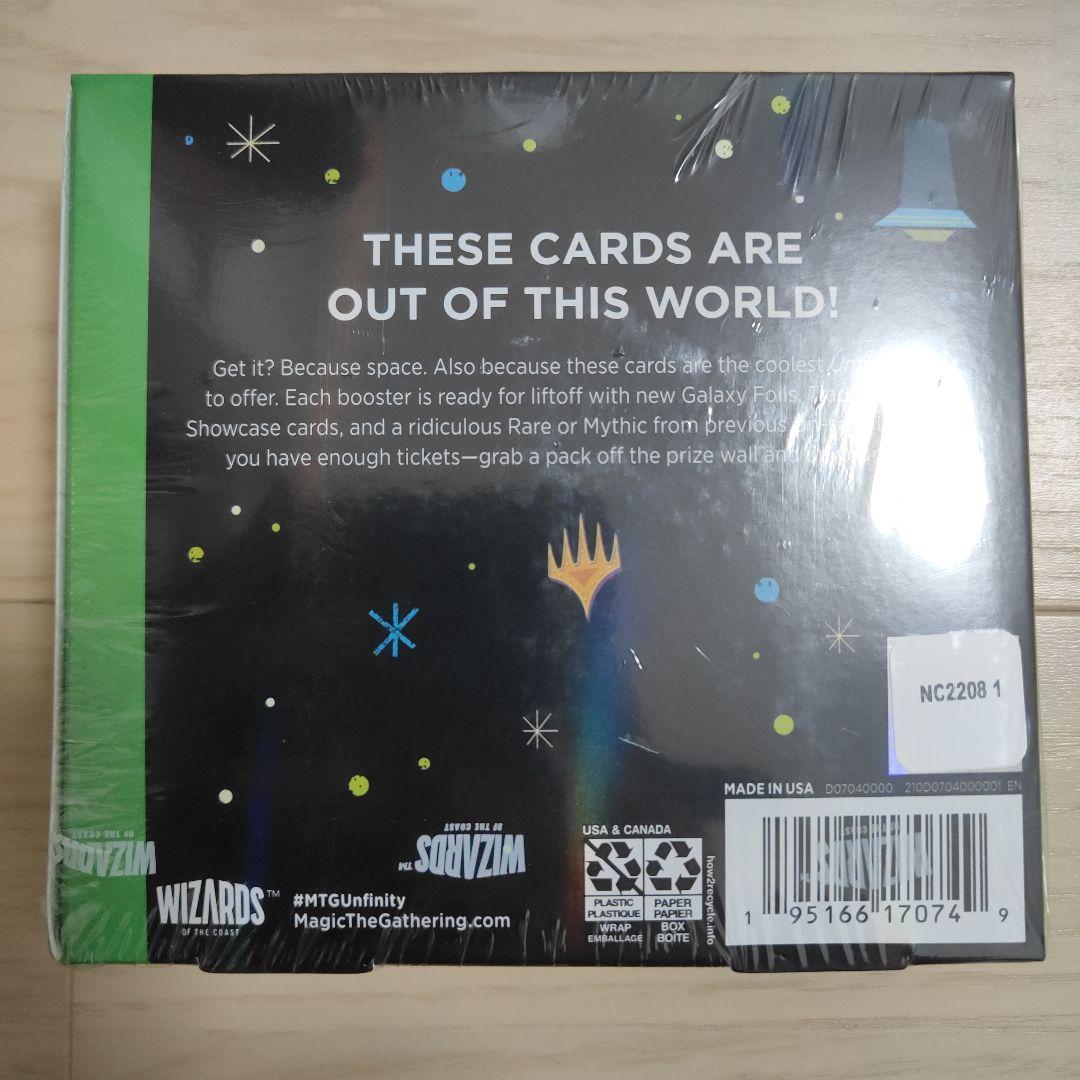 THESE CARDS ARE
OUT OF THIS WORLD!
Get it? Because space. Also because these cards are the coolest
to offer. Each booster is ready for liftoff with new Galaxy Foils,
Showcase cards, and a ridiculous Rare or Mythic from previous
you have enough tickets—grab a pack off the prize wall and
NC2208 1
MADE IN USA D07040000 210D0704000001 EN
USA & CANADA
PLASTIC PAPER
PLASTIQUE PAPIER
WRAP BOX
EMBALLAGE BOÎTE
how2recycle.info
WIZARDS™
OF THE COAST
WIZARDS
OF THE COAST
WIZARDS™
OF THE COAST
#MTGUnfinity
MagicTheGathering.com
1 95166 17074 9